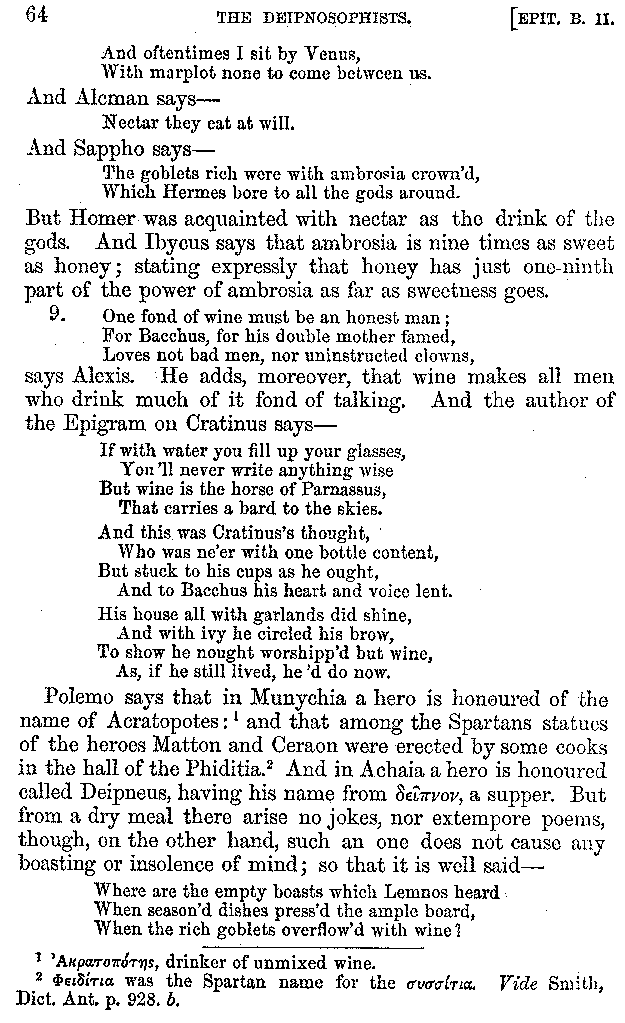 64 THE DEIPNOSOPHISTS. [EPIT. B. II.
And oftentimes I sit by Venus,
With marplot none to come between us.
And Alcman says—
Nectar they eat at will.
And Sappho says—
The goblets rich were with ambrosia crown'd,
Which Hermes bore to all the gods around.
But Homer was acquainted with nectar as the drink of the
gods. And Ibycus says that ambrosia is nine times as sweet
as honey; stating expressly that honey has just one-ninth
part of the power of ambrosia as far as sweetness goes.
9. One fond of wine must be an honest man;
For Bacchus, for his double mother famed,
Loves not bad men, nor uninstructed clowns,
says Alexis. He adds, moreover, that wine makes all men
who drink much of it fond of talking. And the author of
the Epigram on Cratinus says—
If with water you fill up your glasses,
You'll never write anything wise
But wine is the horse of Parnassus,
That carries a bard to the skies.
And this was Cratinus's thought,
Who was ne'er with one bottle content,
But stuck to his cups as he ought,
And to Bacchus his heart and voice lent.
His house all with garlands did shine,
And with ivy he circled his brow,
To show he nought worshipp'd but wine,
As, if he still lived, he'd do now.
Polemo says that in Munychia a hero is honoured of the
name of Acratopotes:¹ and that among the Spartans statues
of the heroes Matton and Ceraon were erected by some cooks
in the hall of the Phiditia.² And in Achaia a hero is honoured
called Deipneus, having his name from δεῖπνον, a supper. But
from a dry meal there arise no jokes, nor extempore poems,
though, on the other hand, such an one does not cause any
boasting or insolence of mind; so that it is well said—
Where are the empty boasts which Lemnos heard
When season'd dishes press'd the ample board,
When the rich goblets overflow'd with wine?
¹ Ἀκρατοπότης, drinker of unmixed wine.
² Φειδίτια was the Spartan name for the συσσίτια. Vide Smith,
Dict. Ant. p. 928. b.